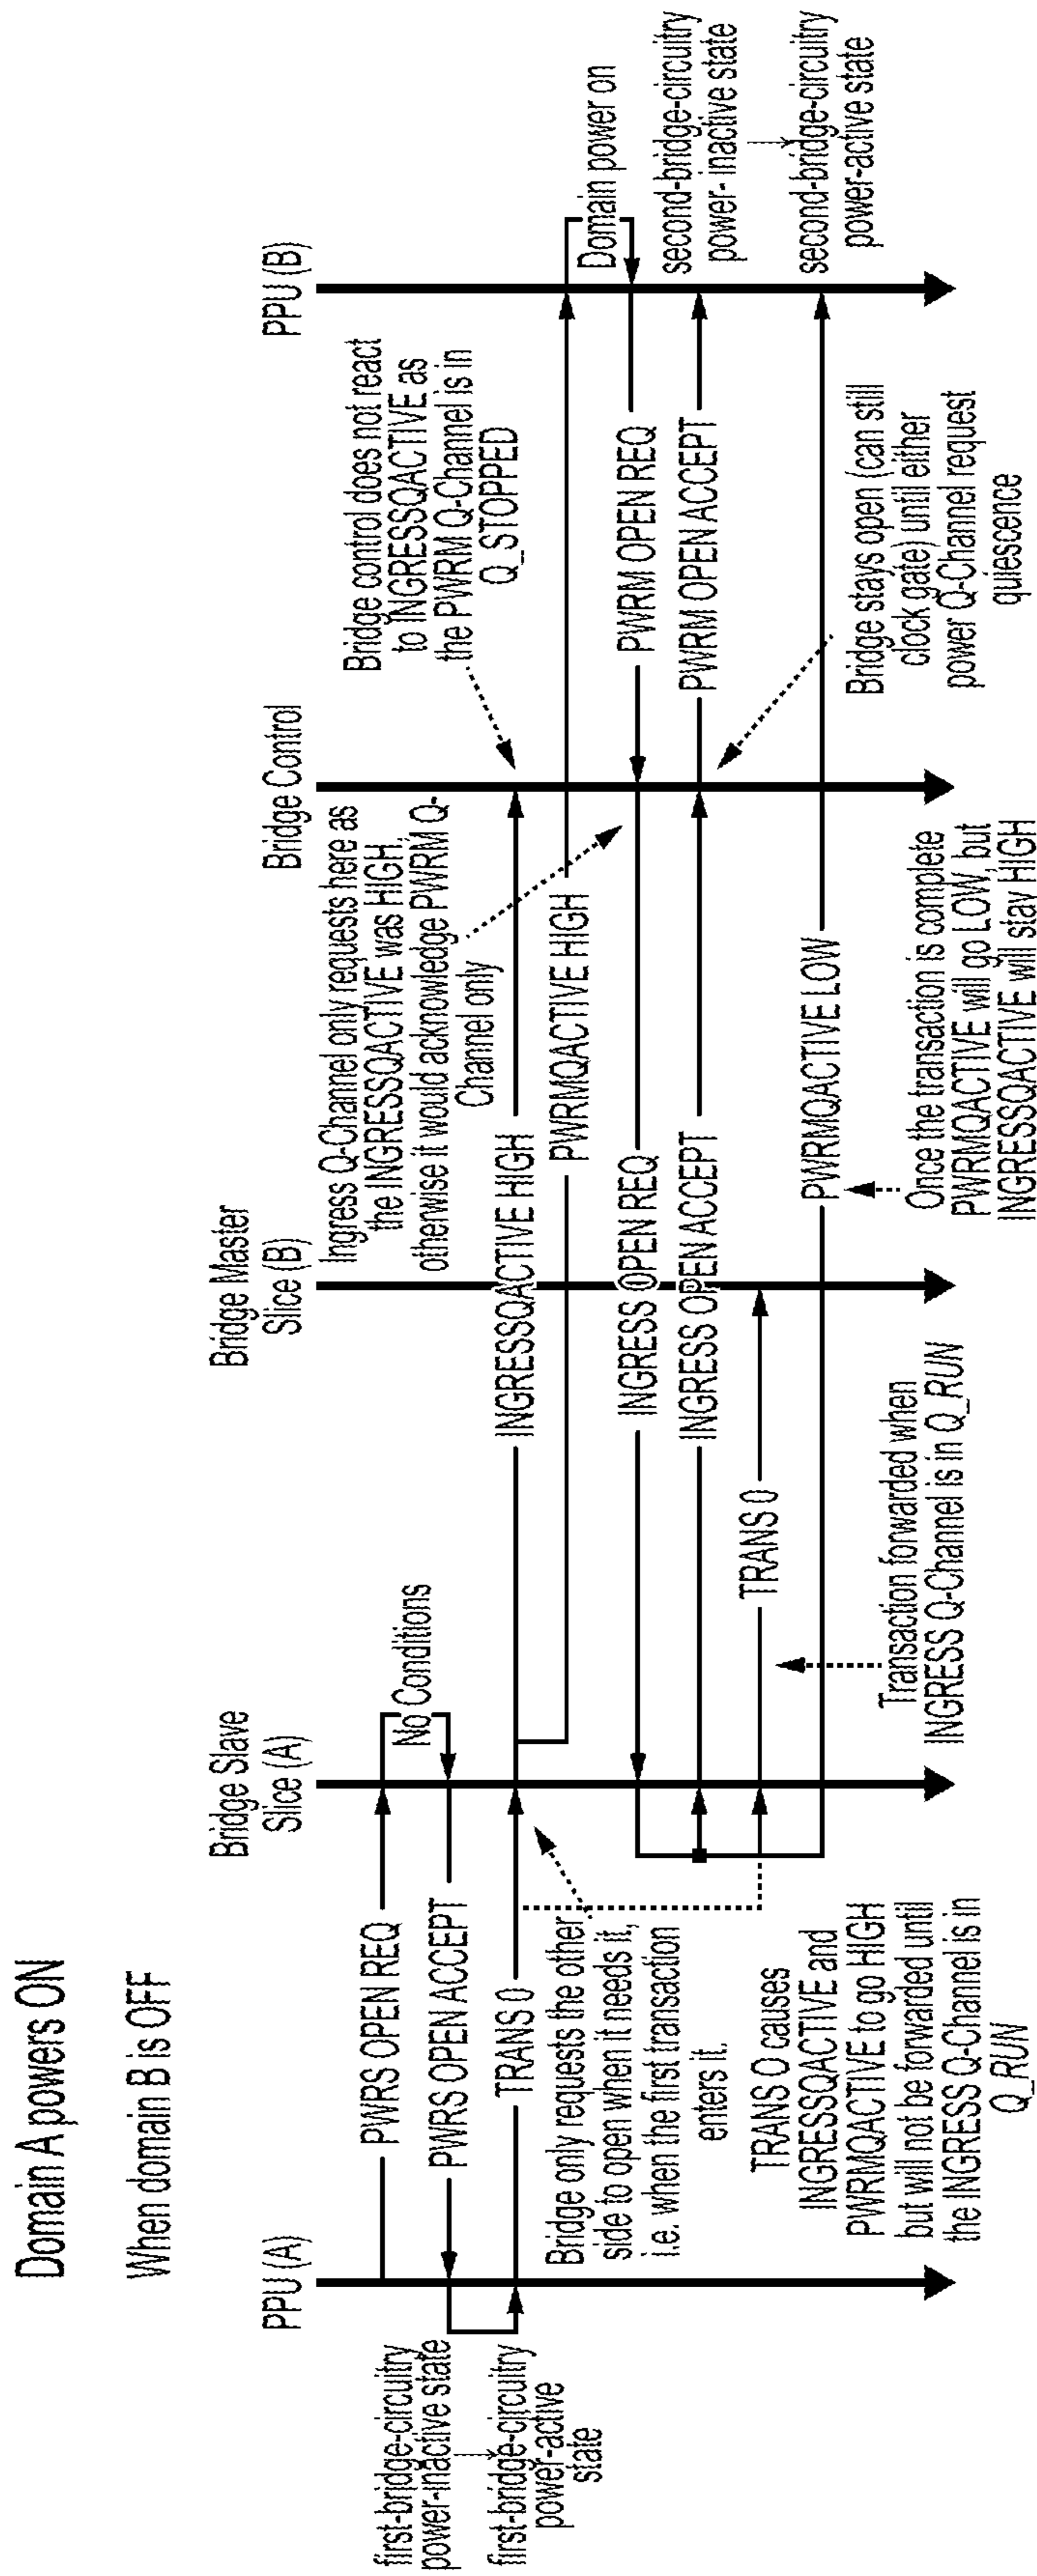 Domain A powers ON
When domain B is OFF
PPU (A)
Bridge Slave
Slice (A)
Bridge Master
Slice (B)
Bridge Control
PPU (B)
first-bridge-circuitry
power-inactive state
first-bridge-circuitry
power-active
state
PWRS OPEN REQ
No Conditions
PWRS OPEN ACCEPT
TRANS 0
Bridge only requests the other
side to open when it needs it,
i.e. when the first transaction
enters it.
TRANS O causes
INGRESSQACTIVE and
PWRMQACTIVE to go HIGH
but will not be forwarded until
the INGRESS Q-Channel is in
Q_RUN
Ingress Q-Channel only requests here as
the INGRESSQACTIVE was HIGH,
otherwise it would acknowledge PWRM Q-
Channel only
INGRESSQACTIVE HIGH
PWRMQACTIVE HIGH
INGRESS OPEN REQ
INGRESS OPEN ACCEPT
TRANS 0
Transaction forwarded when
INGRESS Q-Channel is in Q_RUN
PWRMQACTIVE LOW
Once the transaction is complete
PWRMQACTIVE will go LOW, but
INGRESSQACTIVE will stay HIGH
Bridge control does not react
to INGRESSQACTIVE as
the PWRM Q-Channel is in
Q_STOPPED
PWRM OPEN REQ
PWRM OPEN ACCEPT
Bridge stays open (can still
clock gate) until either
power Q-Channel request
quiescence
Domain power on
second-bridge-circuitry
power- inactive state
second-bridge-circuitry
power-active state